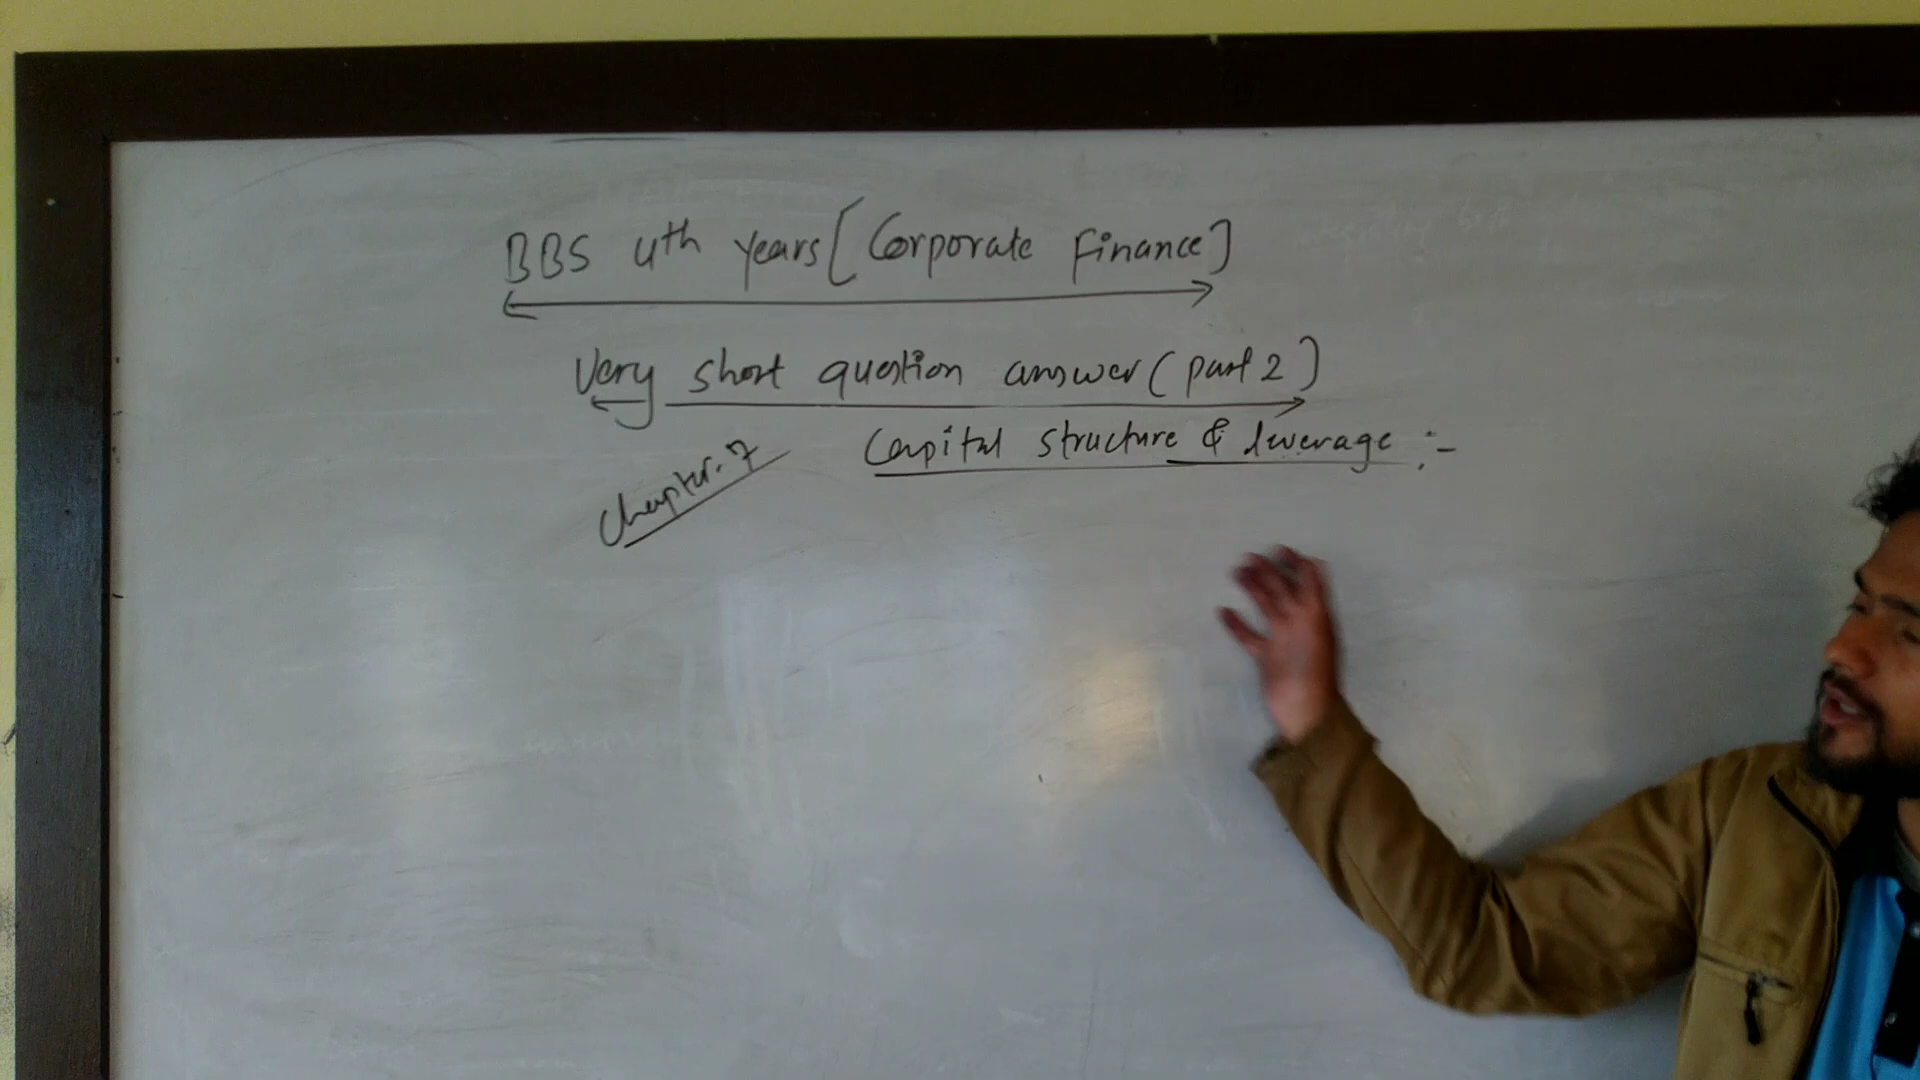 BBS 4th years [Corporate Finance]
Very short question answer (part 2)
Chapter. 7
Capital structure & leverage :-